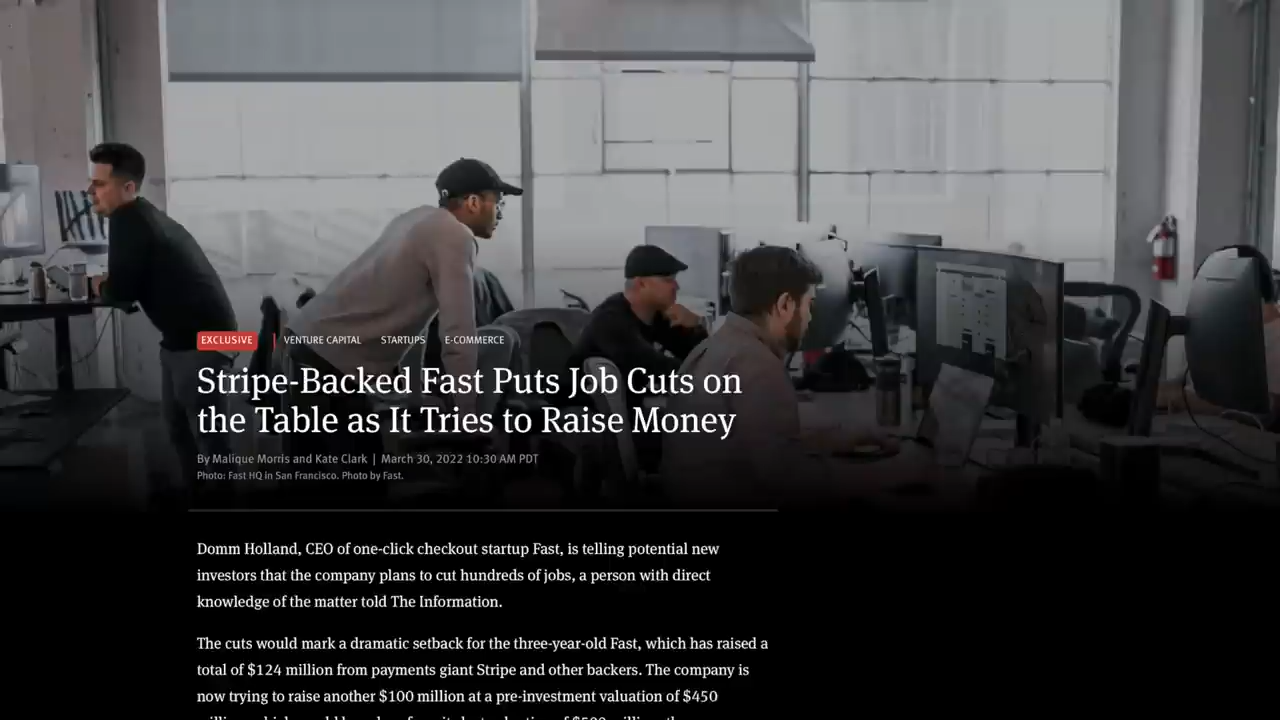 EXCLUSIVE | VENTURE CAPITAL STARTUPS E-COMMERCE
Stripe-Backed Fast Puts Job Cuts on
the Table as It Tries to Raise Money
By Malique Morris and Kate Clark | March 30, 2022 10:30 AM PDT
Photo: Fast HQ in San Francisco. Photo by Fast.
Domm Holland, CEO of one-click checkout startup Fast, is telling potential new
investors that the company plans to cut hundreds of jobs, a person with direct
knowledge of the matter told The Information.
The cuts would mark a dramatic setback for the three-year-old Fast, which has raised a
total of $124 million from payments giant Stripe and other backers. The company is
now trying to raise another $100 million at a pre-investment valuation of $450